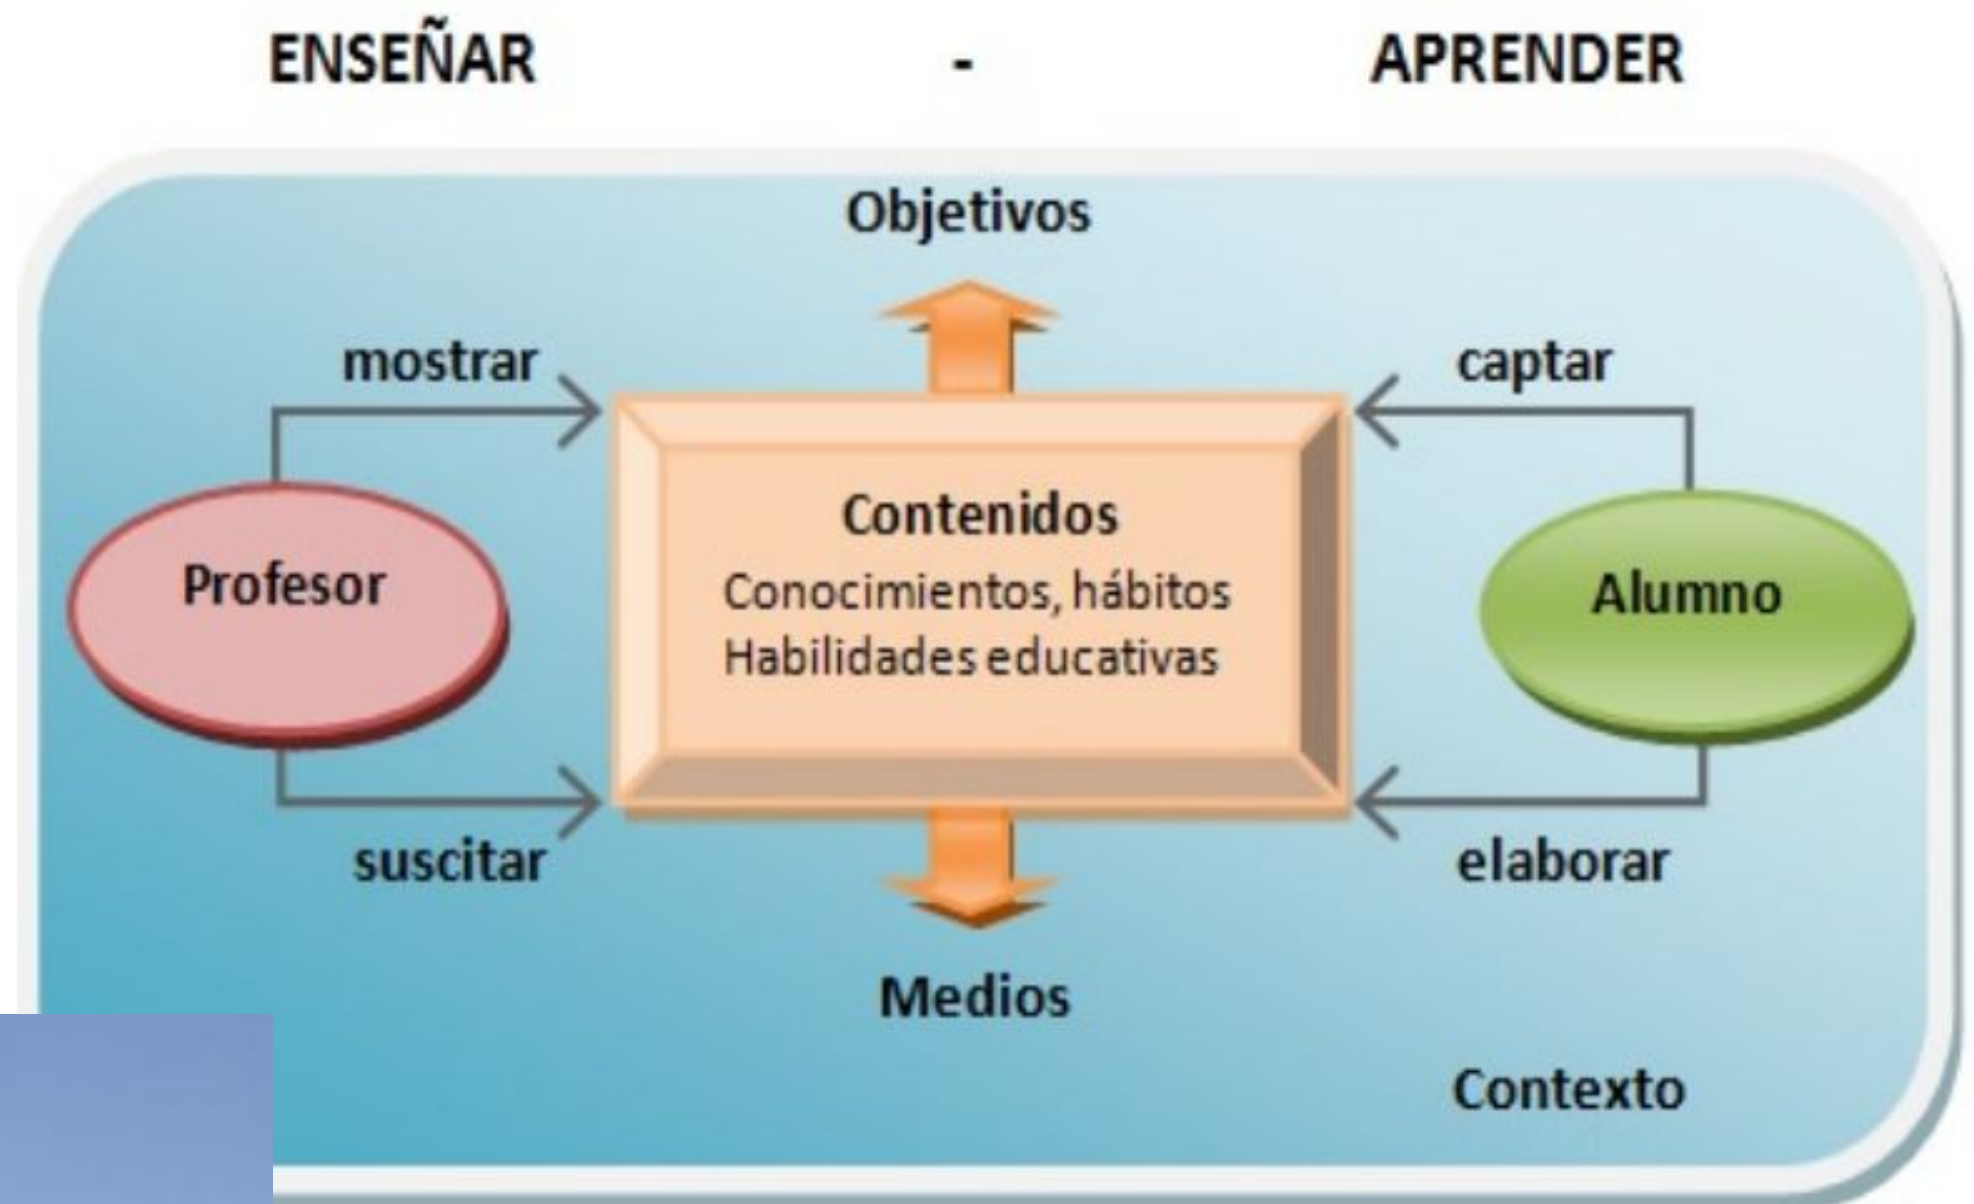 ENSEÑAR - APRENDER
Objetivos
mostrar
captar
Profesor
Contenidos
Conocimientos, hábitos
Habilidades educativas
Alumno
suscitar
elaborar
Medios
Contexto